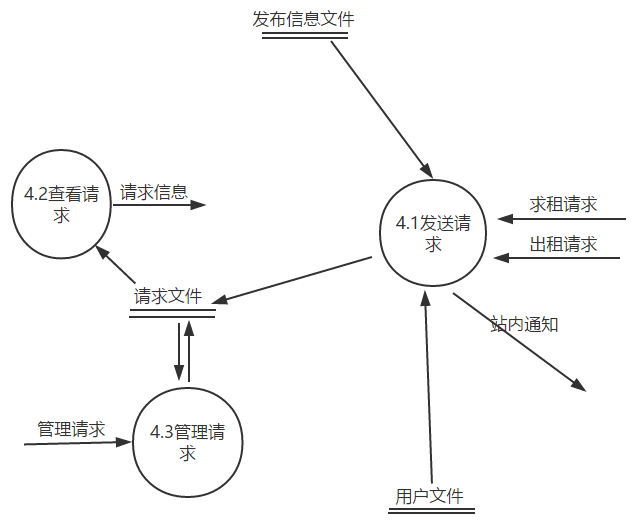 发布信息文件
4.2查看请
求
请求信息
4.1发送请
求
求租请求
出租请求
请求文件
站内通知
管理请求
4.3管理请
求
用户文件